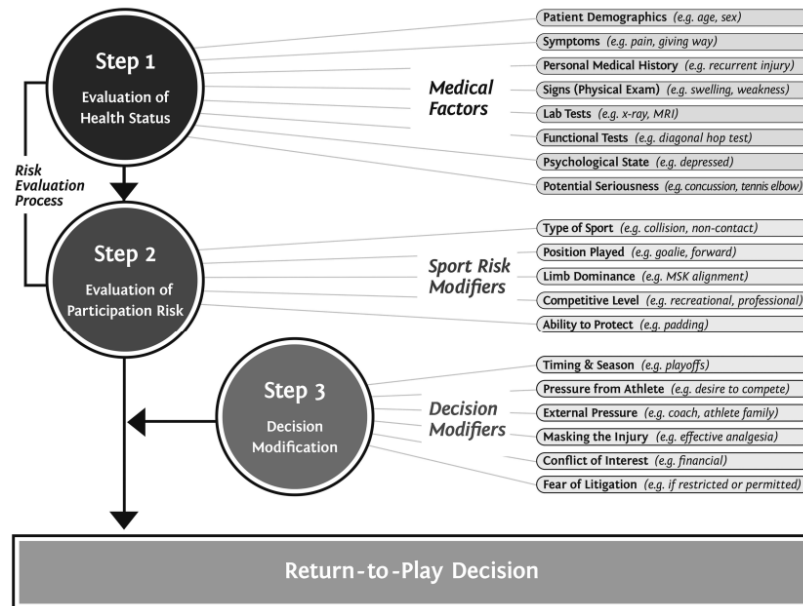 Step 1
Evaluation of
Health Status
Risk
Evaluation
Process
Medical
Factors
Patient Demographics (e.g. age, sex)
Symptoms (e.g. pain, giving way)
Personal Medical History (e.g. recurrent injury)
Signs (Physical Exam) (e.g. swelling, weakness)
Lab Tests (e.g. x-ray, MRI)
Functional Tests (e.g. diagonal hop test)
Psychological State (e.g. depressed)
Potential Seriousness (e.g. concussion, tennis elbow)
Step 2
Evaluation of
Participation Risk
Sport Risk
Modifiers
Type of Sport (e.g. collision, non-contact)
Position Played (e.g. goalie, forward)
Limb Dominance (e.g. MSK alignment)
Competitive Level (e.g. recreational, professional)
Ability to Protect (e.g. padding)
Step 3
Decision
Modification
Decision
Modifiers
Timing & Season (e.g. playoffs)
Pressure from Athlete (e.g. desire to compete)
External Pressure (e.g. coach, athlete family)
Masking the Injury (e.g. effective analgesia)
Conflict of Interest (e.g. financial)
Fear of Litigation (e.g. if restricted or permitted)
Return-to-Play Decision